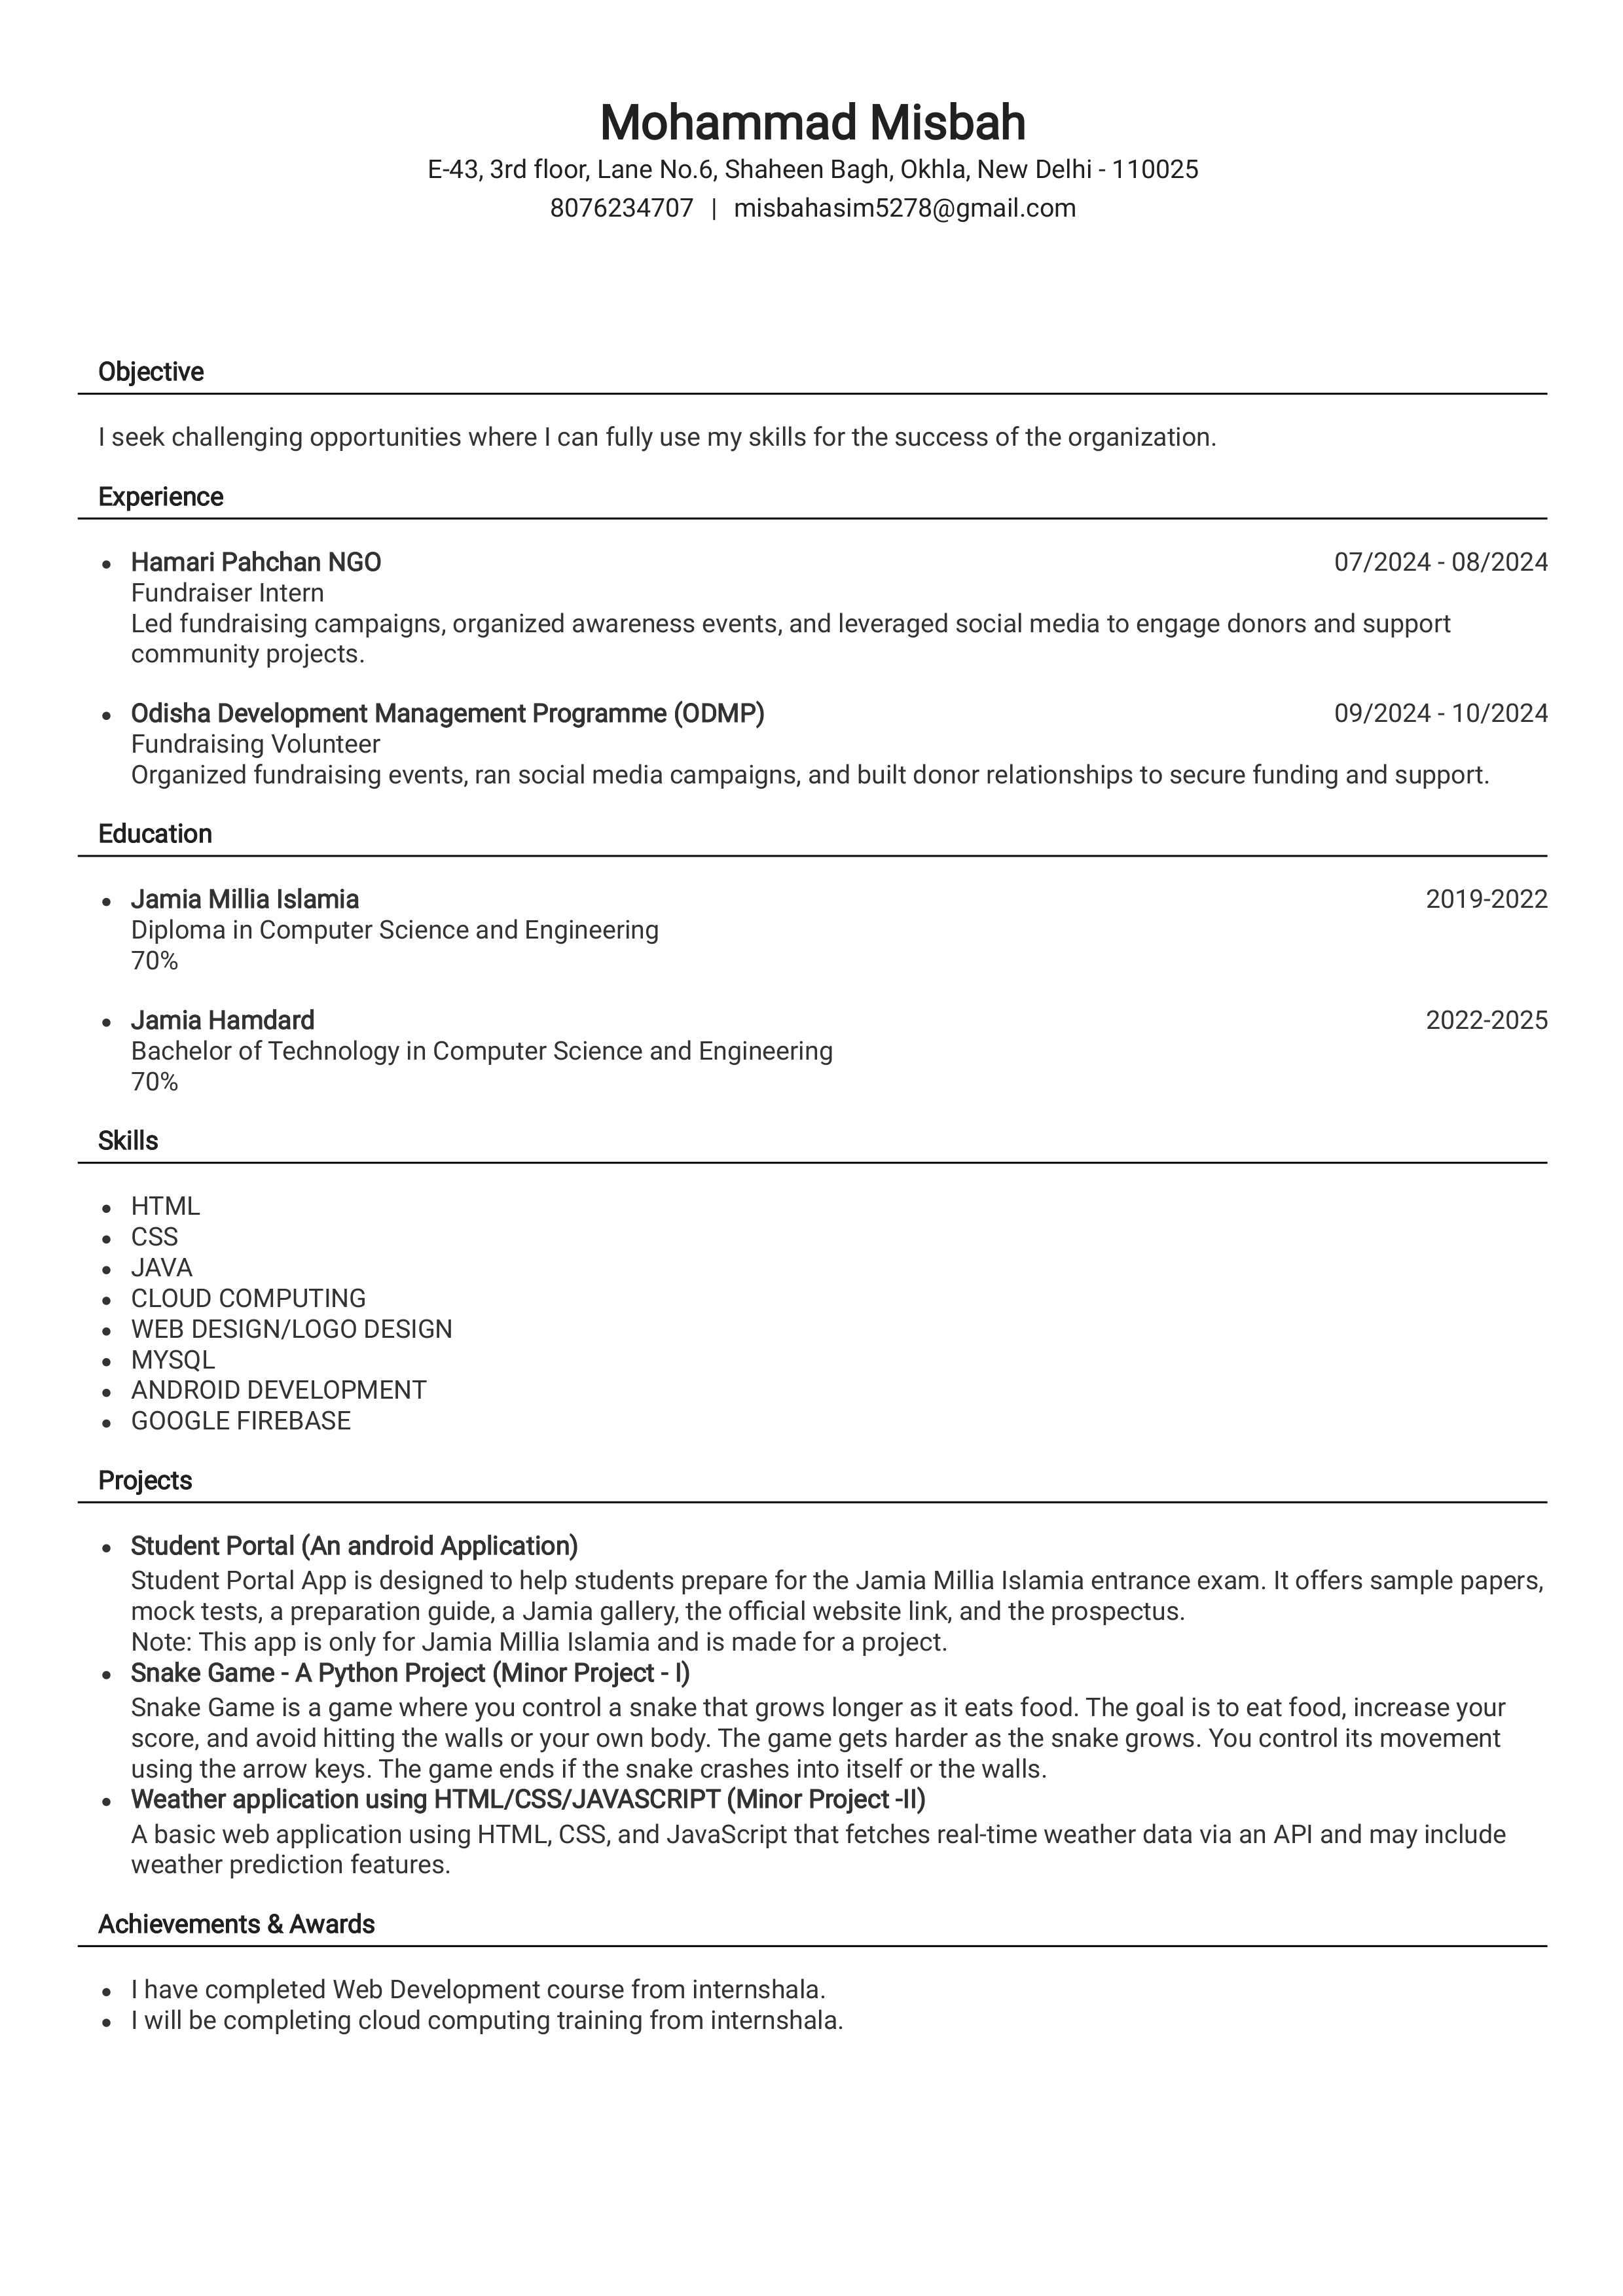 Mohammad Misbah
E-43, 3rd floor, Lane No.6, Shaheen Bagh, Okhla, New Delhi - 110025
8076234707 | misbahasim5278@gmail.com
Objective
I seek challenging opportunities where I can fully use my skills for the success of the organization.
Experience
• Hamari Pahchan NGO 07/2024 - 08/2024
Fundraiser Intern
Led fundraising campaigns, organized awareness events, and leveraged social media to engage donors and support
community projects.
• Odisha Development Management Programme (ODMP) 09/2024 - 10/2024
Fundraising Volunteer
Organized fundraising events, ran social media campaigns, and built donor relationships to secure funding and support.
Education
• Jamia Millia Islamia 2019-2022
Diploma in Computer Science and Engineering
70%
• Jamia Hamdard 2022-2025
Bachelor of Technology in Computer Science and Engineering
70%
Skills
• HTML
• CSS
• JAVA
• CLOUD COMPUTING
• WEB DESIGN/LOGO DESIGN
• MYSQL
• ANDROID DEVELOPMENT
• GOOGLE FIREBASE
Projects
• Student Portal (An android Application)
Student Portal App is designed to help students prepare for the Jamia Millia Islamia entrance exam. It offers sample papers,
mock tests, a preparation guide, a Jamia gallery, the official website link, and the prospectus.
Note: This app is only for Jamia Millia Islamia and is made for a project.
• Snake Game - A Python Project (Minor Project - I)
Snake Game is a game where you control a snake that grows longer as it eats food. The goal is to eat food, increase your
score, and avoid hitting the walls or your own body. The game gets harder as the snake grows. You control its movement
using the arrow keys. The game ends if the snake crashes into itself or the walls.
• Weather application using HTML/CSS/JAVASCRIPT (Minor Project -II)
A basic web application using HTML, CSS, and JavaScript that fetches real-time weather data via an API and may include
weather prediction features.
Achievements & Awards
• I have completed Web Development course from internshala.
• I will be completing cloud computing training from internshala.